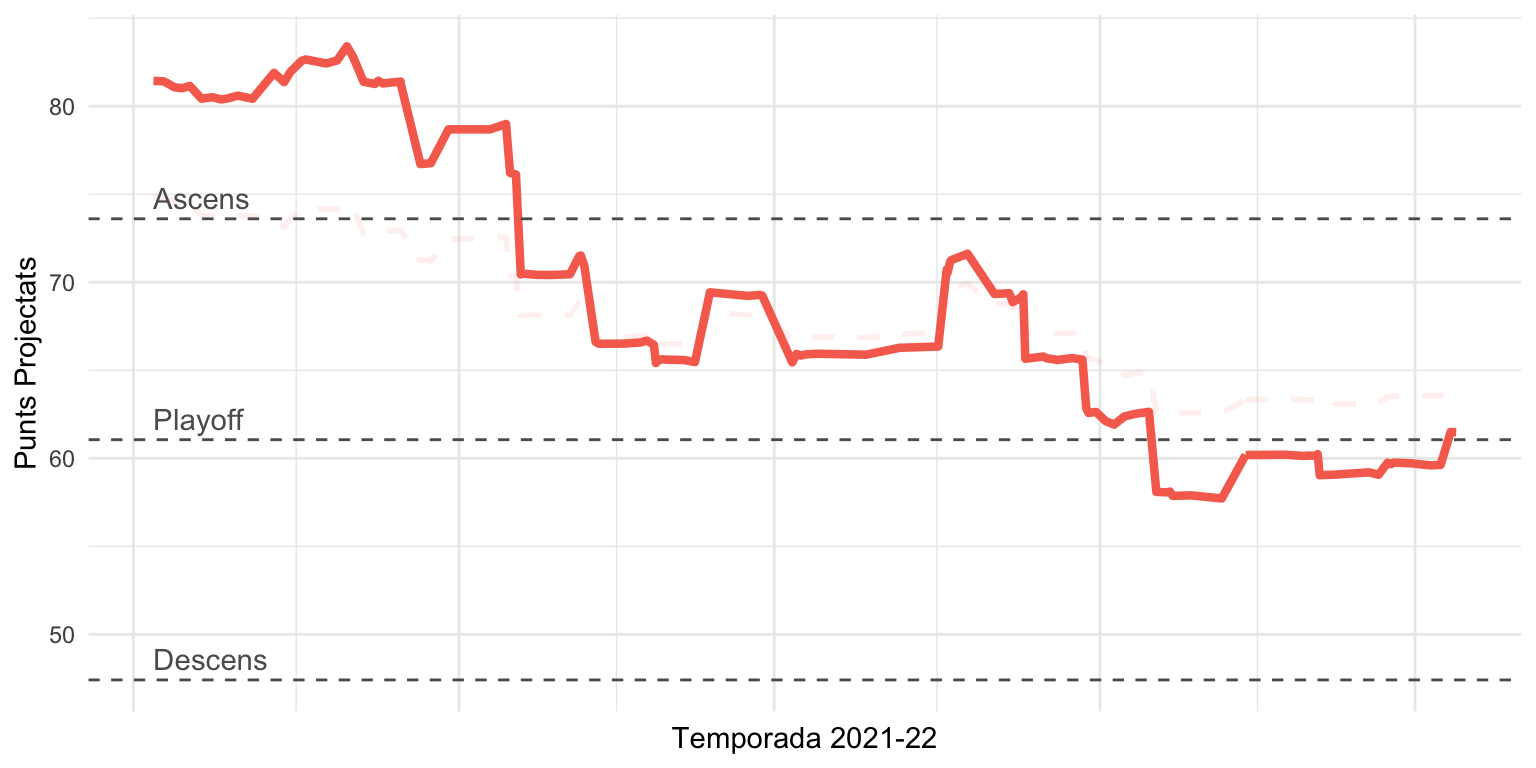 80
Ascens
70
Playoff
60
50
Descens
Punts Projectats
Temporada 2021-22